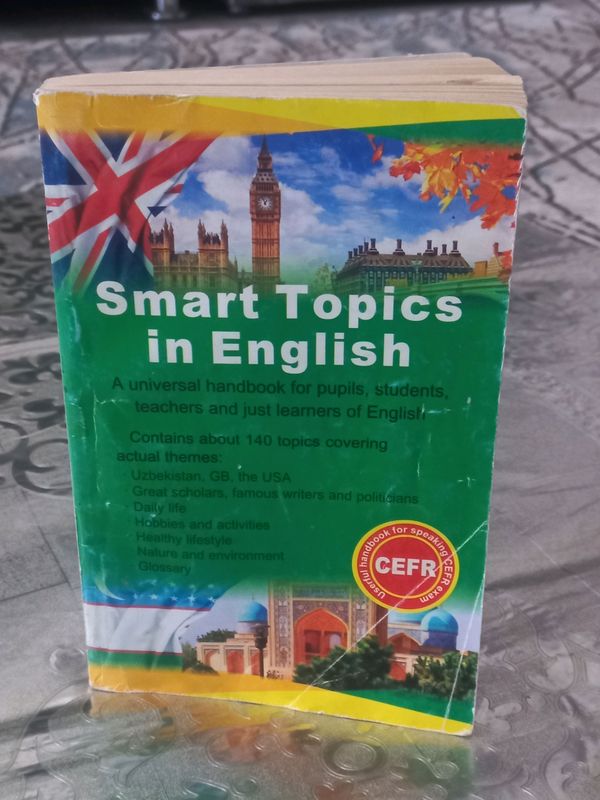 Smart Topics
in English
A universal handbook for pupils, students,
teachers and just learners of English
Contains about 140 topics covering
actual themes:
· Uzbekistan, GB, the USA
· Great scholars, famous writers and politicians
· Daily life
· Hobbies and activities
· Healthy lifestyle
· Nature and environment
· Glossary
Useful handbook for speaking CEFR exam
CEFR